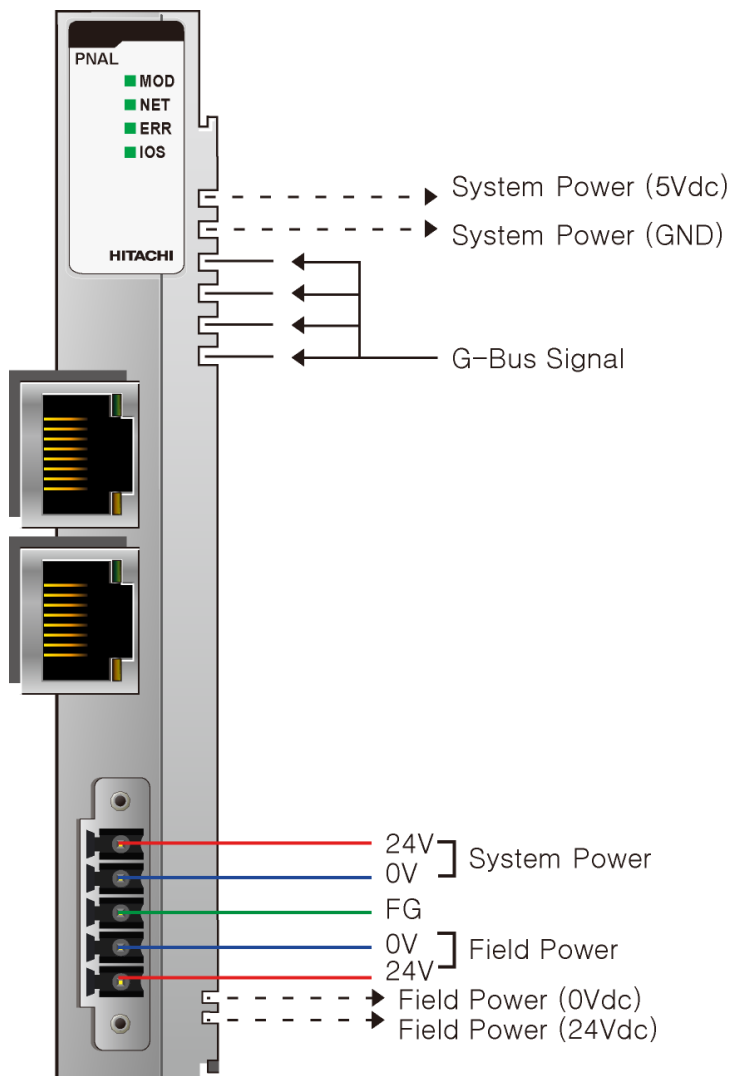 PNAL
MOD
NET
ERR
IOS
HITACHI
System Power (5Vdc)
System Power (GND)
G-Bus Signal
24V
0V
System Power
FG
0V
24V
Field Power
Field Power (0Vdc)
Field Power (24Vdc)